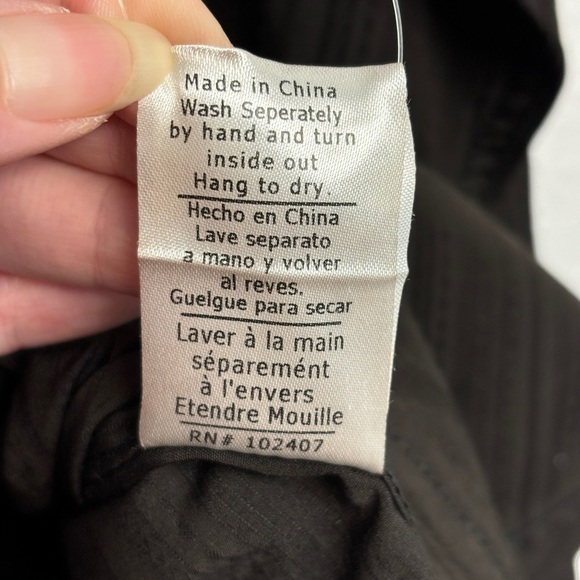 Made in China
Wash Seperately
by hand and turn
inside out
Hang to dry.
Hecho en China
Lave separato
a mano y volver
al reves.
Guelgue para secar
Laver à la main
séparemént
à l'envers
Etendre Mouille
RN# 102407